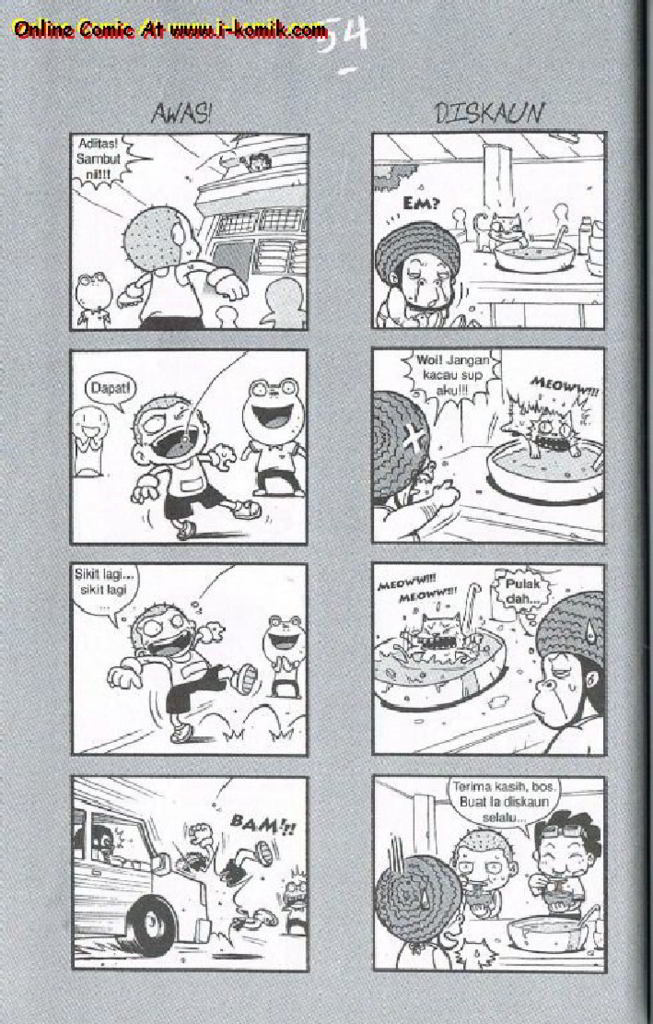 Online Comic At www.i-komik.com
54
AWAS!
Aditas!
Sambut
ni!!!!
Dapat!
Sikit lagi...
sikit lagi
...
BAM!!!
DISKAUN
EM?
Woi! Jangan
kacau sup
aku!!!
MEOWW!!!
MEOWW!!!
MEOWW!!!
Pulak
dah...
Terima kasih, bos.
Buat la diskaun
selalu...